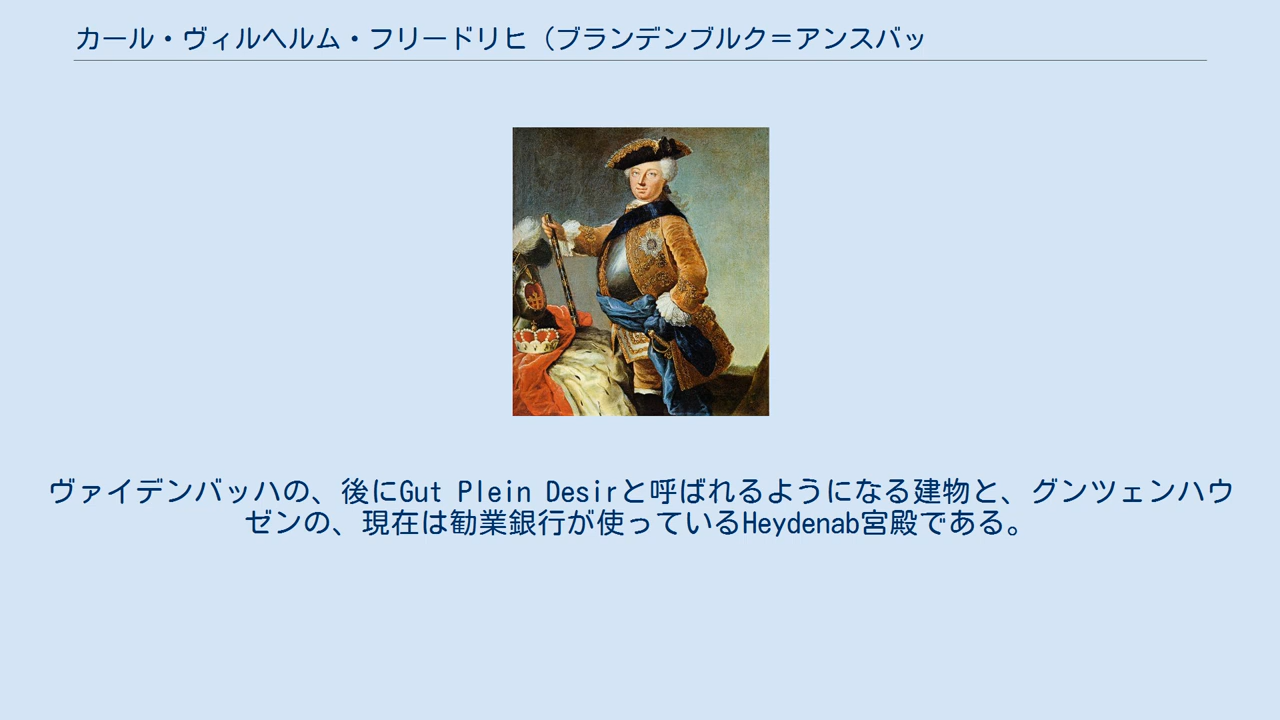 カール・ヴィルヘルム・フリードリヒ（ブランデンブルク＝アンスバッ
ヴァイデンバッハの、後にGut Plein Desirと呼ばれるようになる建物と、グンツェンハウ
ゼンの、現在は勧業銀行が使っているHeydenab宮殿である。